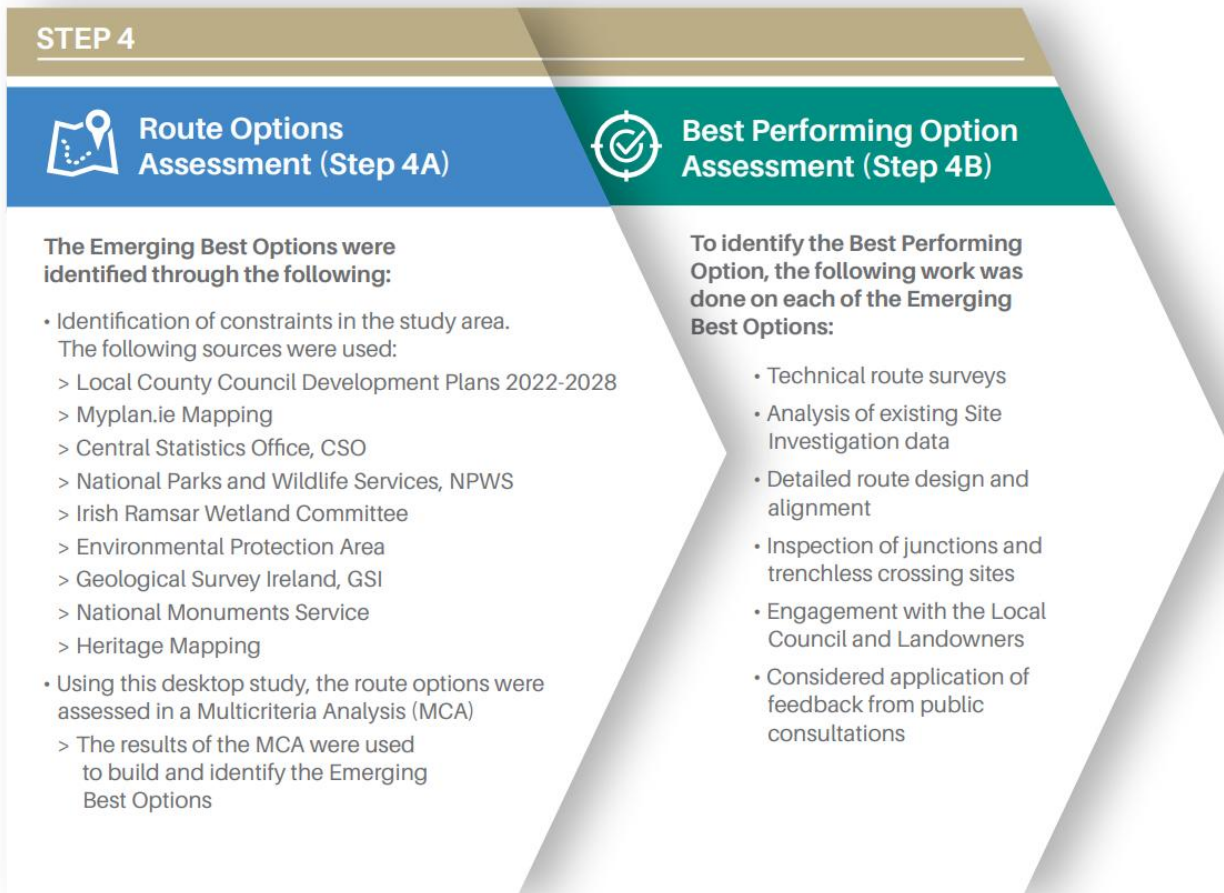 STEP 4
Route Options
Assessment (Step 4A)
The Emerging Best Options were
identified through the following:
• Identification of constraints in the study area.
The following sources were used:
> Local County Council Development Plans 2022-2028
> Myplan.ie Mapping
> Central Statistics Office, CSO
> National Parks and Wildlife Services, NPWS
> Irish Ramsar Wetland Committee
> Environmental Protection Area
> Geological Survey Ireland, GSI
> National Monuments Service
> Heritage Mapping
• Using this desktop study, the route options were
assessed in a Multicriteria Analysis (MCA)
> The results of the MCA were used
to build and identify the Emerging
Best Options
Best Performing Option
Assessment (Step 4B)
To identify the Best Performing
Option, the following work was
done on each of the Emerging
Best Options:
• Technical route surveys
• Analysis of existing Site
Investigation data
• Detailed route design and
alignment
• Inspection of junctions and
trenchless crossing sites
• Engagement with the Local
Council and Landowners
• Considered application of
feedback from public
consultations